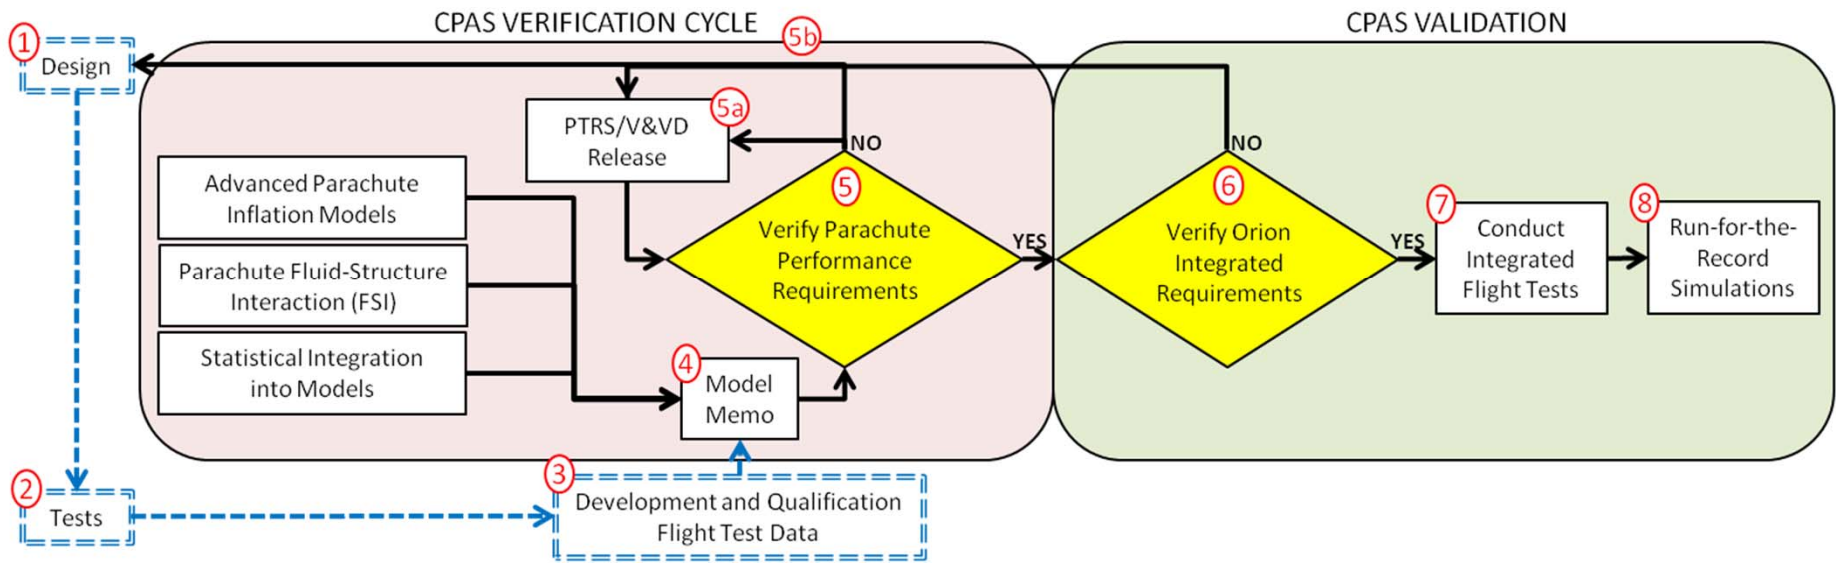 CPAS VERIFICATION CYCLE
CPAS VALIDATION
1
Design
5b
5a
PTRS/V&VD
Release
NO
NO
Advanced Parachute
Inflation Models
Parachute Fluid-Structure
Interaction (FSI)
Statistical Integration
into Models
4
Model
Memo
5
Verify Parachute
Performance
Requirements
YES
6
Verify Orion
Integrated
Requirements
YES
7
Conduct
Integrated
Flight Tests
8
Run-for-the-
Record
Simulations
2
Tests
3
Development and Qualification
Flight Test Data